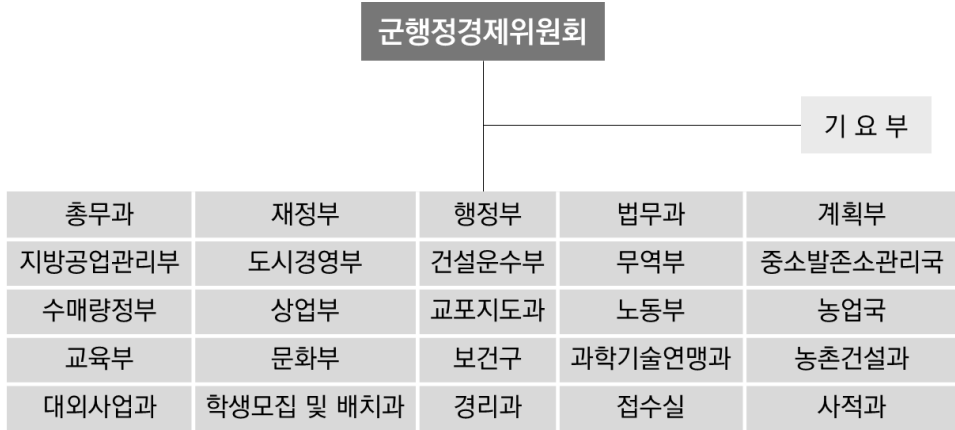 군행정경제위원회
기 요 부
총무과 재정부 행정부 법무과 계획부
지방공업관리부 도시경영부 건설운수부 무역부 중소발존소관리국
수매량정부 상업부 교포지도과 노동부 농업국
교육부 문화부 보건구 과학기술연맹과 농촌건설과
대외사업과 학생모집 및 배치과 경리과 접수실 사적과